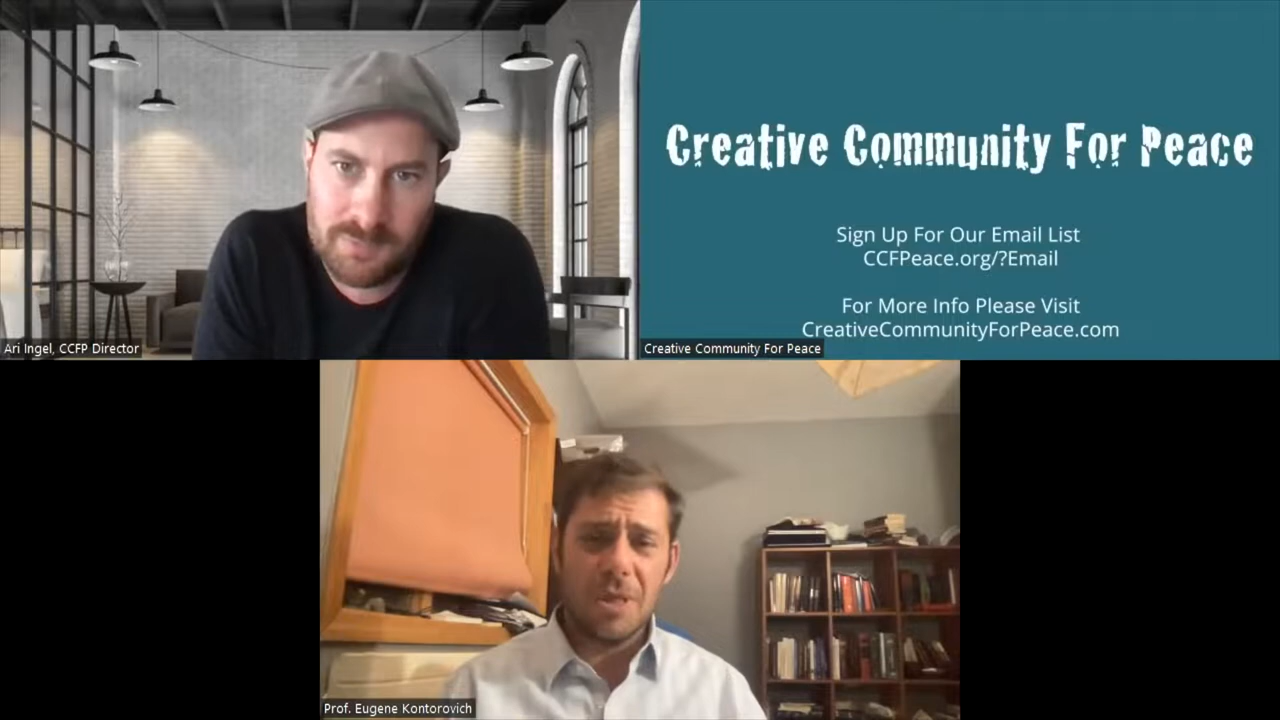 Creative Community For Peace
Sign Up For Our Email List
CCFPeace.org/?Email
For More Info Please Visit
CreativeCommunityForPeace.com
Ari Ingel, CCFP Director
Creative Community For Peace
Prof. Eugene Kontorovich